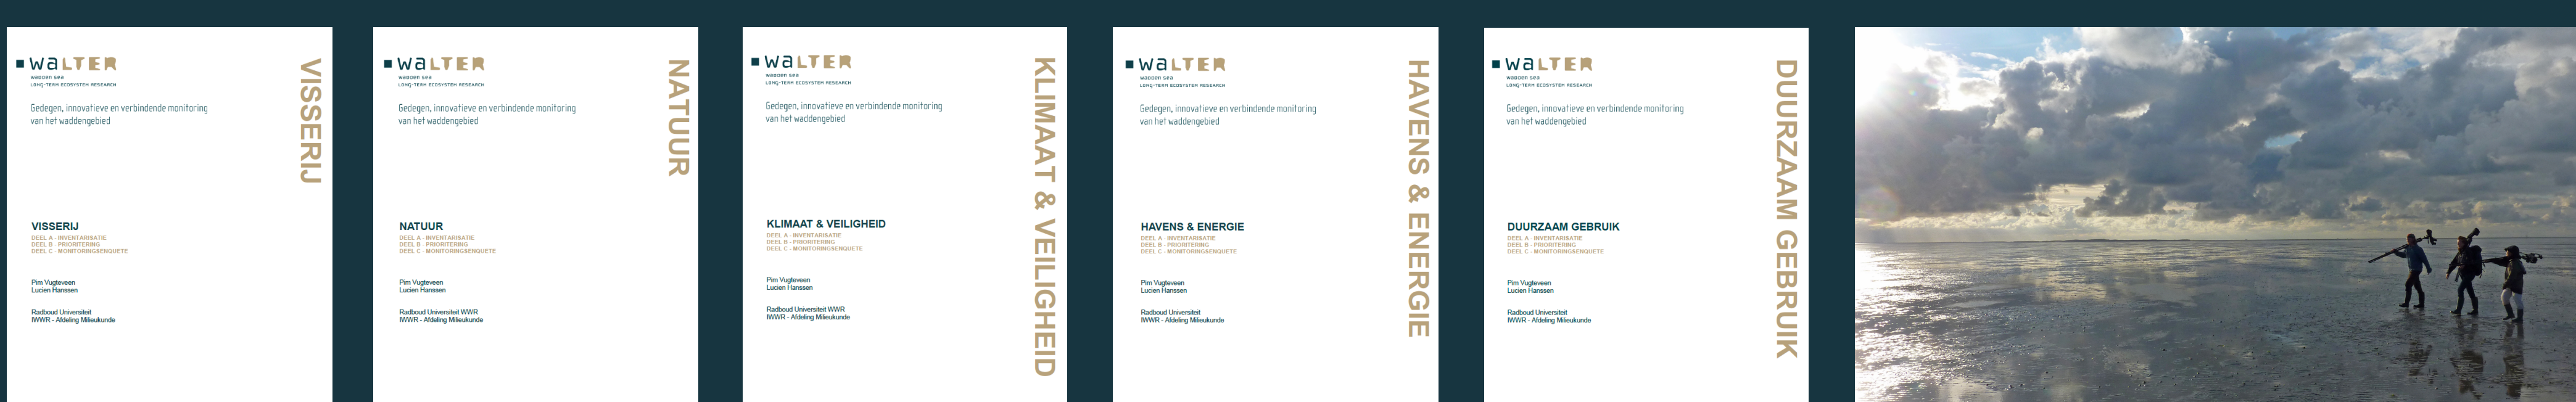 waLTER
wadden sea
LONG-TERM ECOSYSTEM RESEARCH
Gedegen, innovatieve en verbindende monitoring
van het waddengebied
VISSERIJ
VISSERIJ
DEEL A - INVENTARISATIE
DEEL B - PRIORITERING
DEEL C - MONITORINGSENQUETE
Pim Vugteveen
Lucien Hanssen
Radboud Universiteit
IWWR - Afdeling Milieukunde
waLTER
wadden sea
LONG-TERM ECOSYSTEM RESEARCH
Gedegen, innovatieve en verbindende monitoring
van het waddengebied
NATUUR
NATUUR
DEEL A - INVENTARISATIE
DEEL B - PRIORITERING
DEEL C - MONITORINGSENQUETE
Pim Vugteveen
Lucien Hanssen
Radboud Universiteit WWR
IWWR - Afdeling Milieukunde
waLTER
wadden sea
LONG-TERM ECOSYSTEM RESEARCH
Gedegen, innovatieve en verbindende monitoring
van het waddengebied
KLIMAAT & VEILIGHEID
KLIMAAT & VEILIGHEID
DEEL A - INVENTARISATIE
DEEL B - PRIORITERING
DEEL C - MONITORINGSENQUETE
Pim Vugteveen
Lucien Hanssen
Radboud Universiteit WWR
IWWR - Afdeling Milieukunde
waLTER
wadden sea
LONG-TERM ECOSYSTEM RESEARCH
Gedegen, innovatieve en verbindende monitoring
van het waddengebied
HAVENS & ENERGIE
HAVENS & ENERGIE
DEEL A - INVENTARISATIE
DEEL B - PRIORITERING
DEEL C - MONITORINGSENQUETE
Pim Vugteveen
Lucien Hanssen
Radboud Universiteit
IWWR - Afdeling Milieukunde
waLTER
wadden sea
LONG-TERM ECOSYSTEM RESEARCH
Gedegen, innovatieve en verbindende monitoring
van het waddengebied
DUURZAAM GEBRUIK
DUURZAAM GEBRUIK
DEEL A - INVENTARISATIE
DEEL B - PRIORITERING
DEEL C - MONITORINGSENQUETE
Pim Vugteveen
Lucien Hanssen
Radboud Universiteit
IWWR - Afdeling Milieukunde